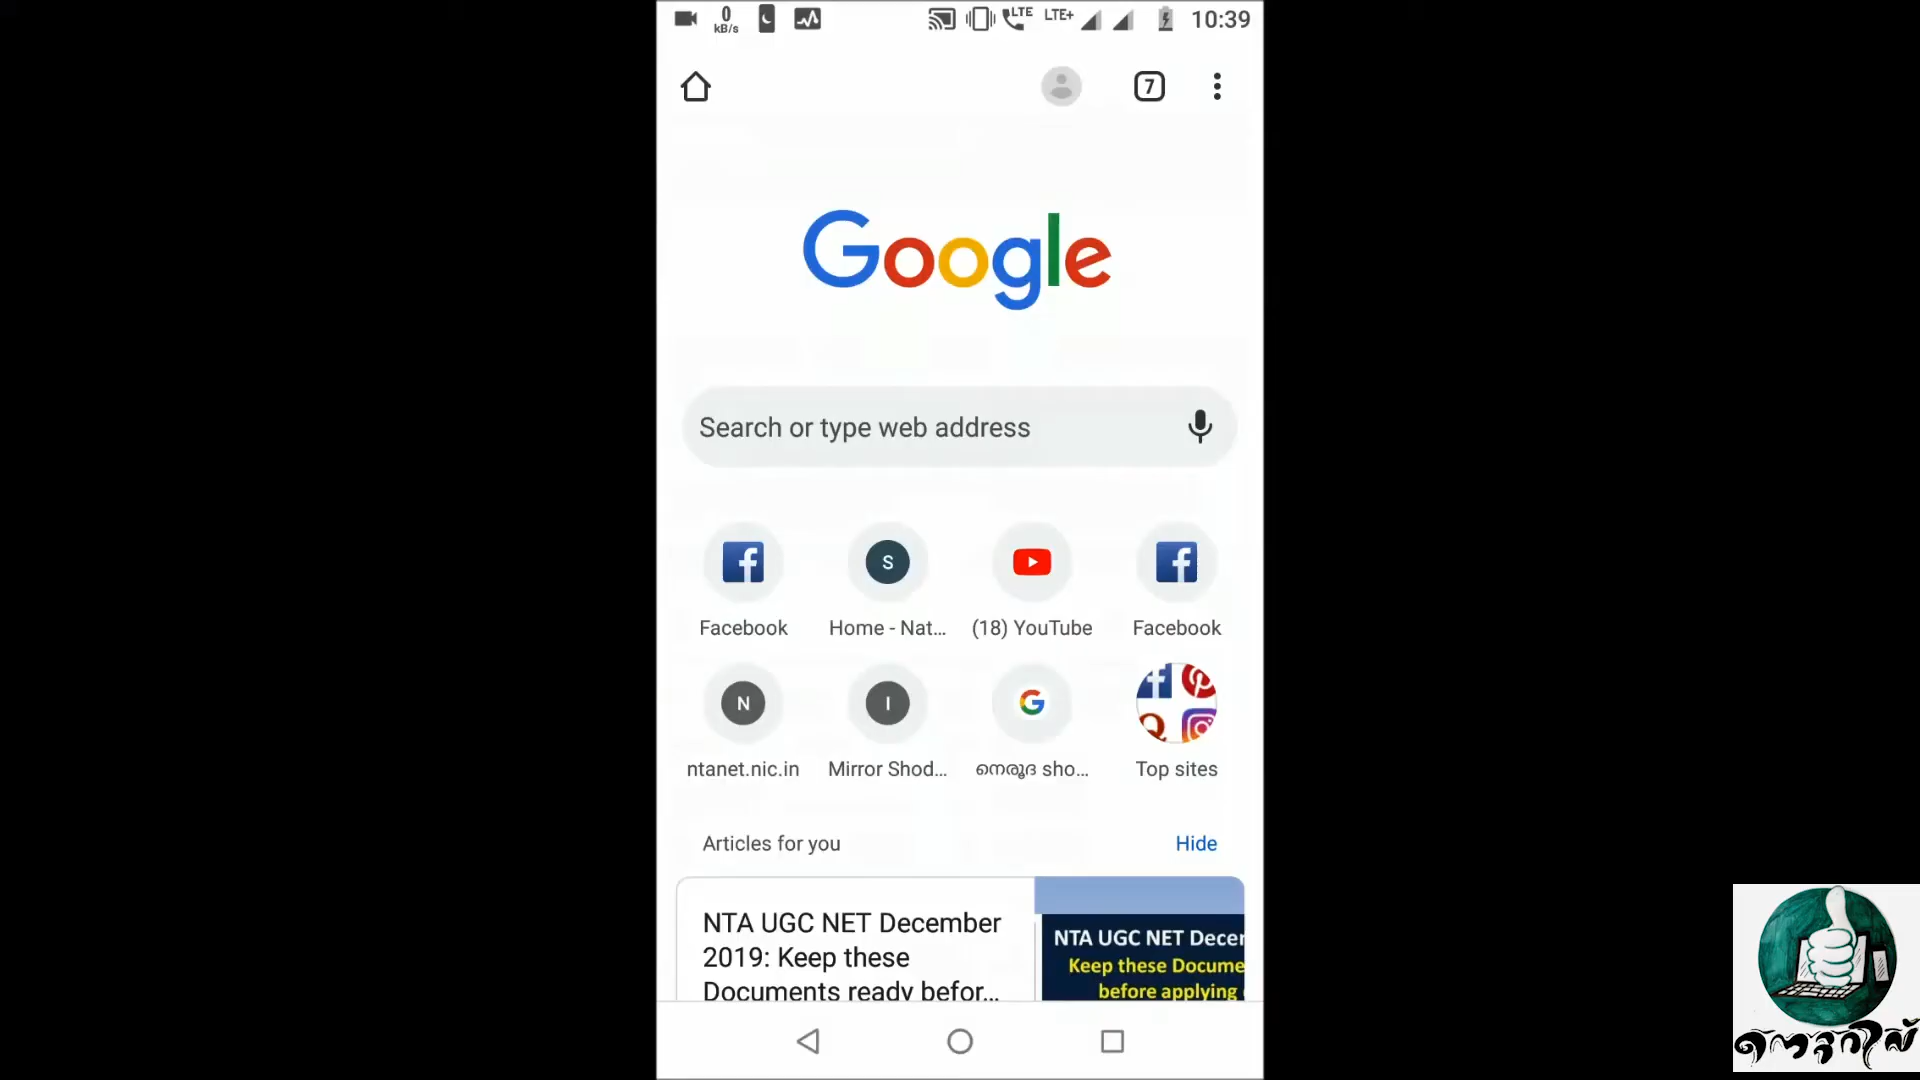 0
kB/s
LTE
LTE+
10:39
7
Google
Search or type web address
S
Facebook
Home - Nat...
(18) YouTube
Facebook
N
I
ntanet.nic.in
Mirror Shod...
നെരൂദ sho...
Top sites
Articles for you
Hide
NTA UGC NET December
2019: Keep these
Documents ready befor...
NTA UGC NET Decer
Keep these Docume
before applying